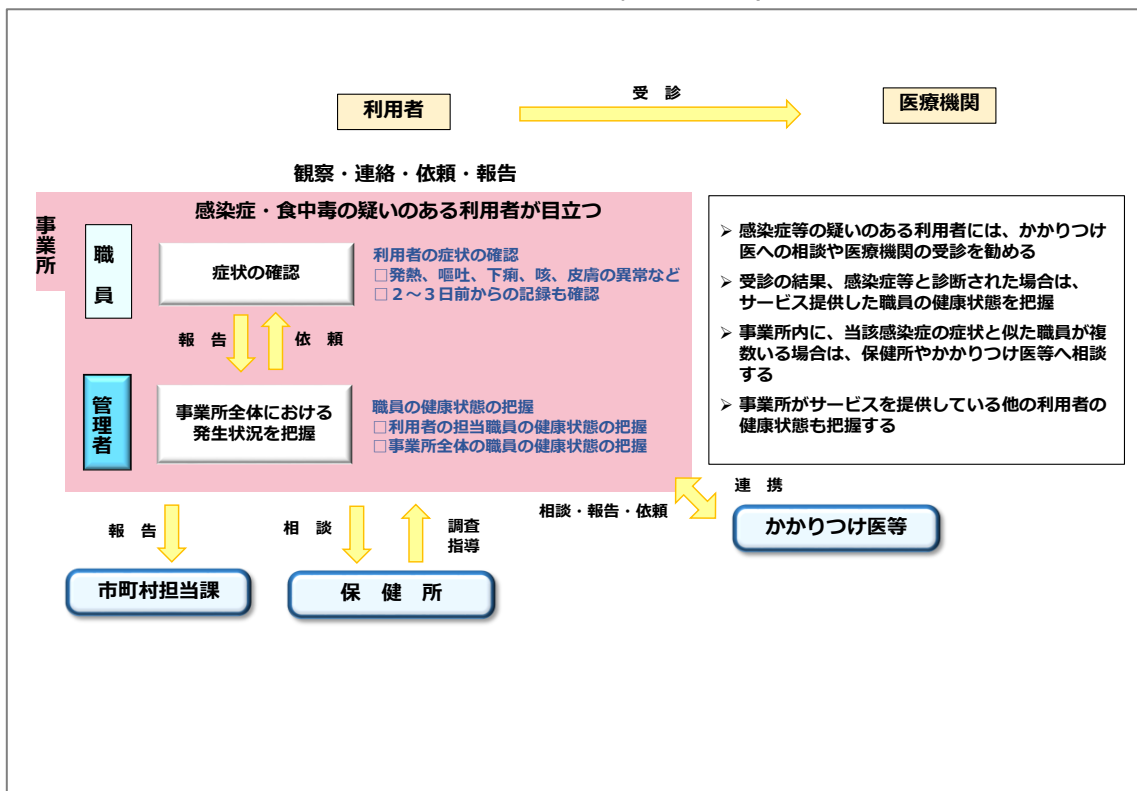 受 診
利用者
医療機関
観察・連絡・依頼・報告
事業所
感染症・食中毒の疑いのある利用者が目立つ
職員
症状の確認
利用者の症状の確認
□発熱、嘔吐、下痢、咳、皮膚の異常など
□２～３日前からの記録も確認
報 告
依 頼
管理者
事業所全体における
発生状況を把握
職員の健康状態の把握
□利用者の担当職員の健康状態の把握
□事業所全体の職員の健康状態の把握
➢ 感染症等の疑いのある利用者には、かかりつけ
医への相談や医療機関の受診を勧める
➢ 受診の結果、感染症等と診断された場合は、
サービス提供した職員の健康状態を把握
➢ 事業所内に、当該感染症の症状と似た職員が複
数いる場合は、保健所やかかりつけ医等へ相談
する
➢ 事業所がサービスを提供している他の利用者の
健康状態も把握する
報 告
相 談
調査
指導
相談・報告・依頼
連 携
かかりつけ医等
市町村担当課
保 健 所